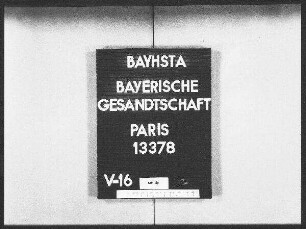 BAYHSTA
BAYERISCHE
GESANDTSCHAFT
PARIS
13378
V-16